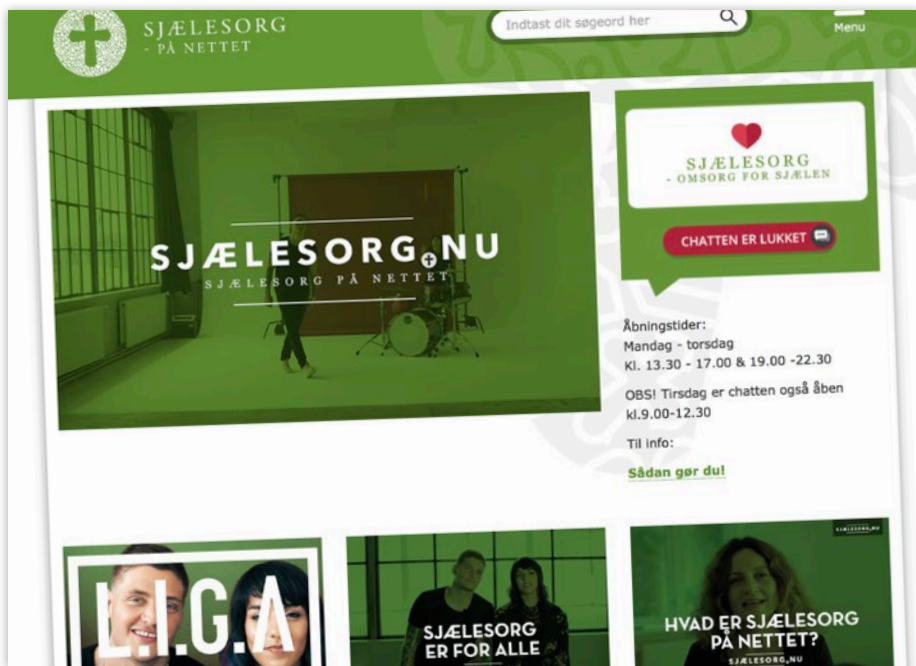 SJÆLESORG
- PÅ NETTET
Indtast dit søgeord her
Menu
SJÆLESORG.NU
SJÆLESORG PÅ NETTET
SJÆLESORG
- OMSORG FOR SJÆLEN
CHATTEN ER LUKKET
Åbningstider:
Mandag - torsdag
Kl. 13.30 - 17.00 & 19.00 -22.30
OBS! Tirsdag er chatten også åben
kl.9.00-12.30
Til info:
Sådan gør du!
L.I.G.A
SJÆLESORG
ER FOR ALLE
SJÆLESORG.NU
HVAD ER SJÆLESORG
PÅ NETTET?
SJÆLESORG.NU